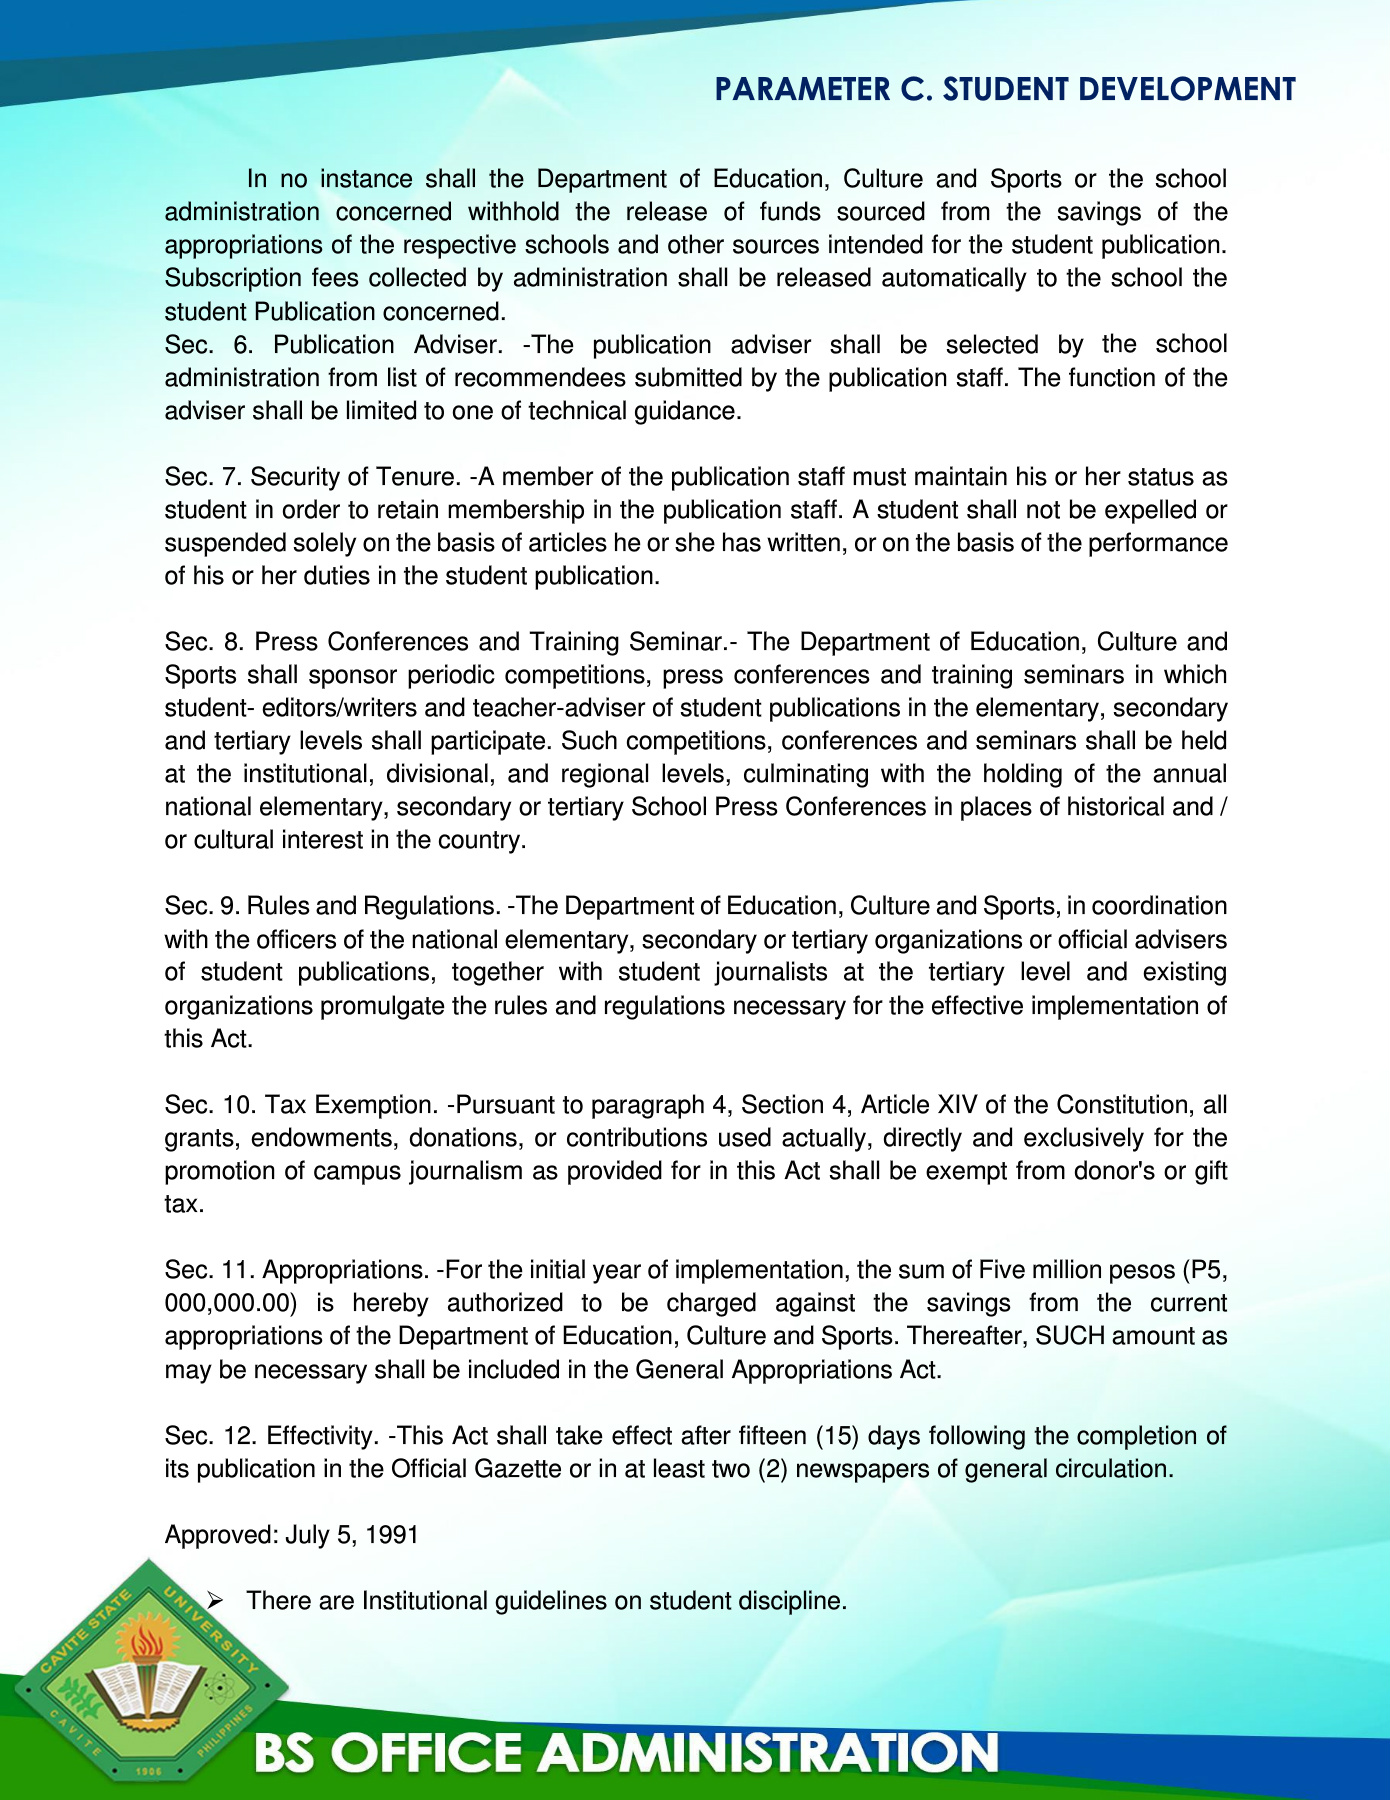 PARAMETER C. STUDENT DEVELOPMENT
In no instance shall the Department of Education, Culture and Sports or the school
administration concerned withhold the release of funds sourced from the savings of the
appropriations of the respective schools and other sources intended for the student publication.
Subscription fees collected by administration shall be released automatically to the school the
student Publication concerned.
Sec. 6. Publication Adviser. -The publication adviser shall be selected by the school
administration from list of recommendees submitted by the publication staff. The function of the
adviser shall be limited to one of technical guidance.
Sec. 7. Security of Tenure. -A member of the publication staff must maintain his or her status as
student in order to retain membership in the publication staff. A student shall not be expelled or
suspended solely on the basis of articles he or she has written, or on the basis of the performance
of his or her duties in the student publication.
Sec. 8. Press Conferences and Training Seminar.- The Department of Education, Culture and
Sports shall sponsor periodic competitions, press conferences and training seminars in which
student- editors/writers and teacher-adviser of student publications in the elementary, secondary
and tertiary levels shall participate. Such competitions, conferences and seminars shall be held
at the institutional, divisional, and regional levels, culminating with the holding of the annual
national elementary, secondary or tertiary School Press Conferences in places of historical and /
or cultural interest in the country.
Sec. 9. Rules and Regulations. -The Department of Education, Culture and Sports, in coordination
with the officers of the national elementary, secondary or tertiary organizations or official advisers
of student publications, together with student journalists at the tertiary level and existing
organizations promulgate the rules and regulations necessary for the effective implementation of
this Act.
Sec. 10. Tax Exemption. -Pursuant to paragraph 4, Section 4, Article XIV of the Constitution, all
grants, endowments, donations, or contributions used actually, directly and exclusively for the
promotion of campus journalism as provided for in this Act shall be exempt from donor's or gift
tax.
Sec. 11. Appropriations. -For the initial year of implementation, the sum of Five million pesos (P5,
000,000.00) is hereby authorized to be charged against the savings from the current
appropriations of the Department of Education, Culture and Sports. Thereafter, SUCH amount as
may be necessary shall be included in the General Appropriations Act.
Sec. 12. Effectivity. -This Act shall take effect after fifteen (15) days following the completion of
its publication in the Official Gazette or in at least two (2) newspapers of general circulation.
Approved: July 5, 1991
➢ There are Institutional guidelines on student discipline.
CAVITE STATE UNIVERSITY
CAVITE PHILIPPINES
1906
BS OFFICE ADMINISTRATION